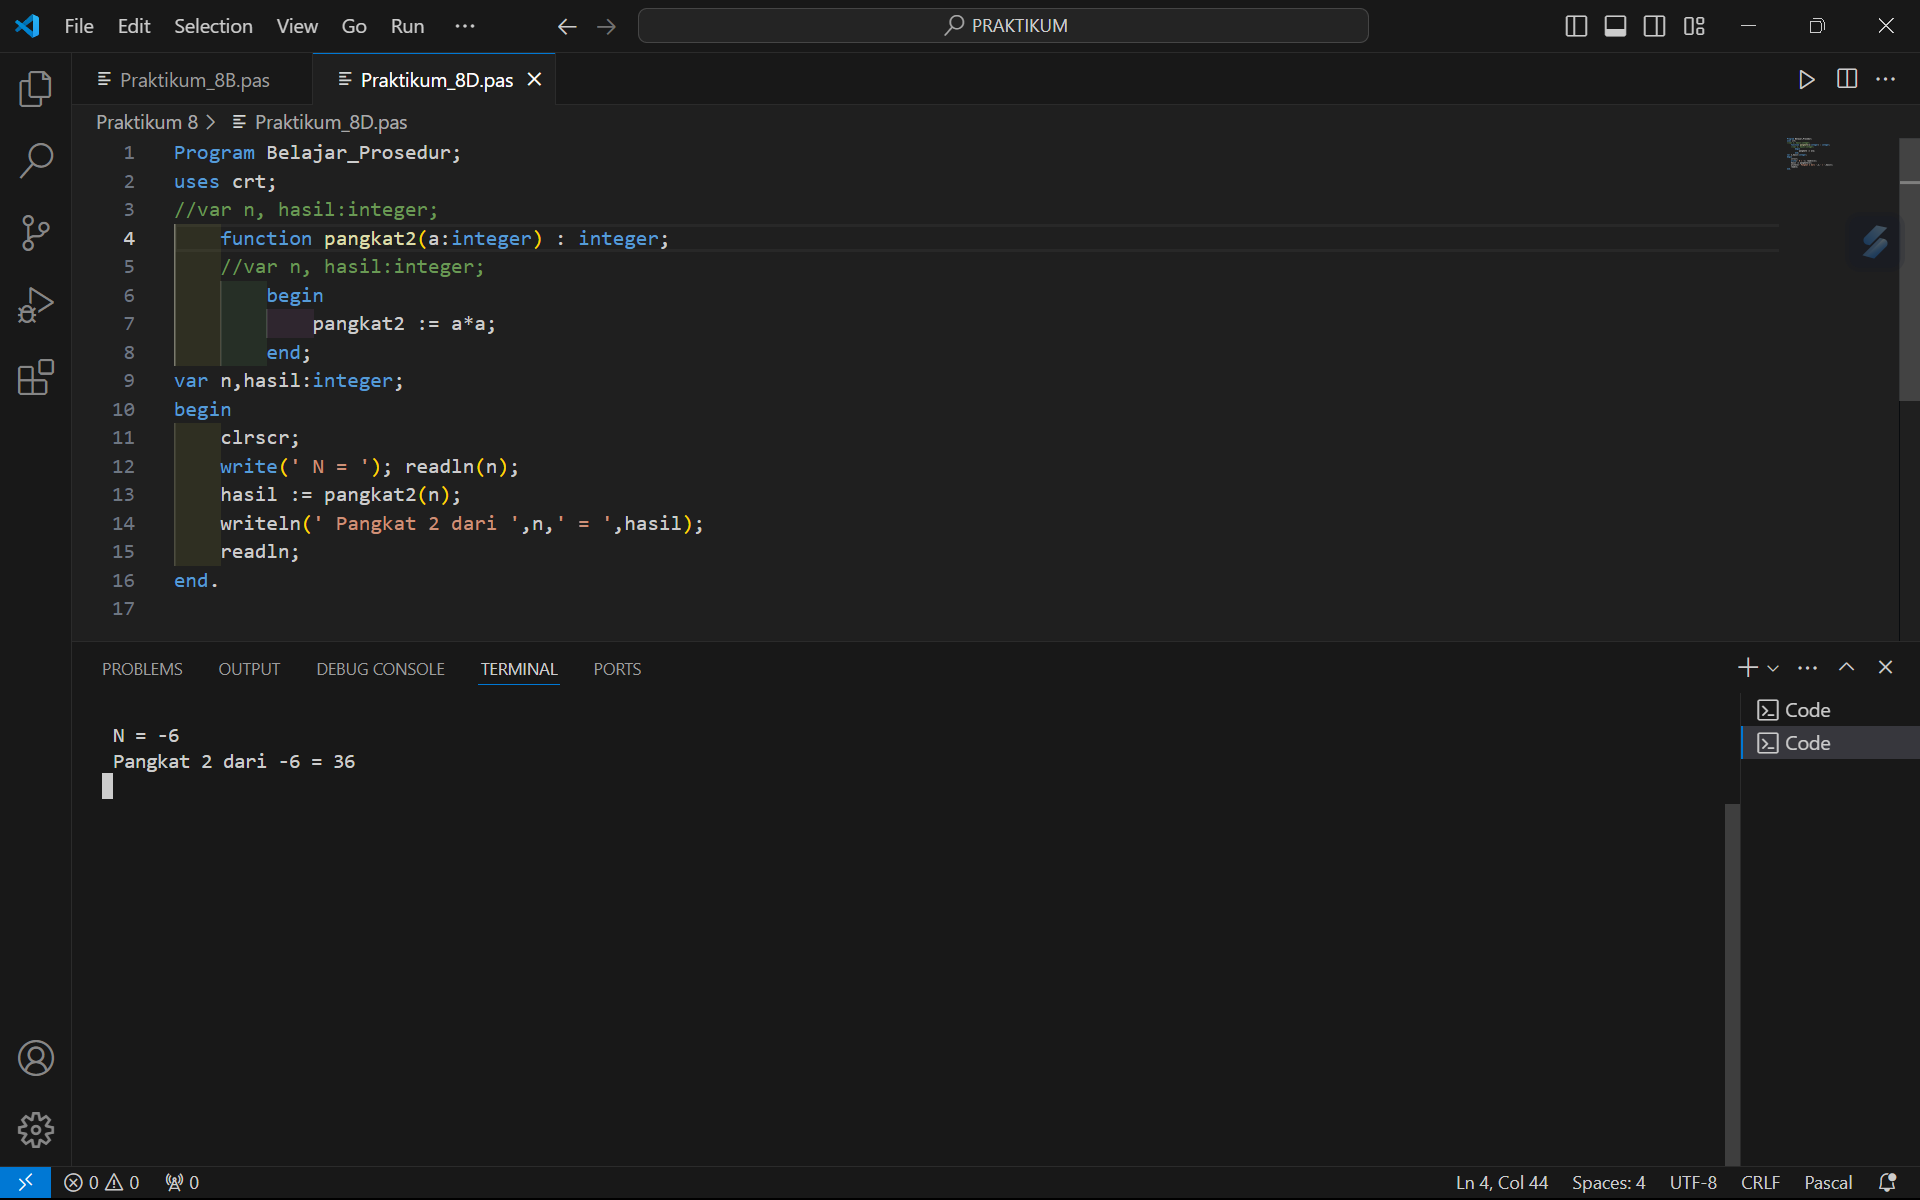 File Edit Selection View Go Run ··· PRAKTIKUM
Praktikum_8B.pas Praktikum_8D.pas
Praktikum 8 > Praktikum_8D.pas
1 Program Belajar_Prosedur;
2 uses crt;
3 //var n, hasil:integer;
4 function pangkat2(a:integer) : integer;
5 //var n, hasil:integer;
6 begin
7 pangkat2 := a*a;
8 end;
9 var n,hasil:integer;
10 begin
11 clrscr;
12 write(' N = '); readln(n);
13 hasil := pangkat2(n);
14 writeln(' Pangkat 2 dari ',n,' = ',hasil);
15 readln;
16 end.
17
PROBLEMS OUTPUT DEBUG CONSOLE TERMINAL PORTS
N = -6
Pangkat 2 dari -6 = 36
Code
Code
0 0 0 Ln 4, Col 44 Spaces: 4 UTF-8 CRLF Pascal